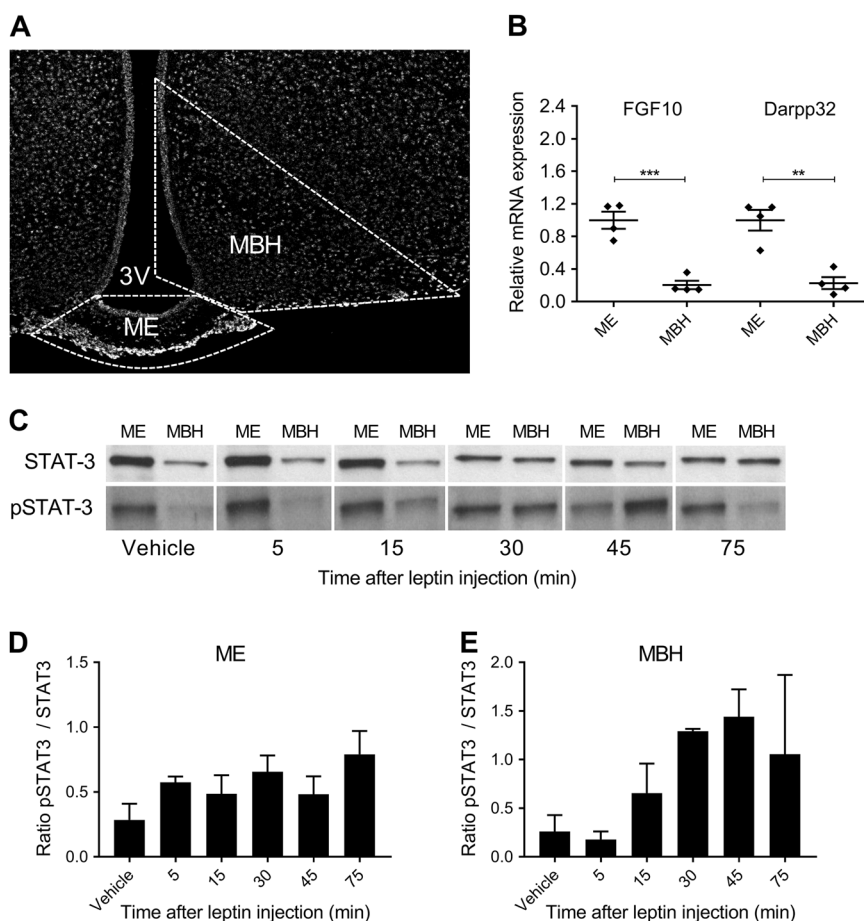 A
3V
MBH
ME
B
FGF10 Darpp32
Relative mRNA expression
2.4
2.0
1.6
1.2
0.8
0.4
0.0
*** **
ME MBH ME MBH
C
ME MBH ME MBH ME MBH ME MBH ME MBH ME MBH
STAT-3
pSTAT-3
Vehicle 5 15 30 45 75
Time after leptin injection (min)
D
ME
Ratio pSTAT3 / STAT3
1.5
1.0
0.5
0.0
Vehicle 5 15 30 45 75
Time after leptin injection (min)
E
MBH
Ratio pSTAT3 / STAT3
2.0
1.5
1.0
0.5
0.0
Vehicle 5 15 30 45 75
Time after leptin injection (min)